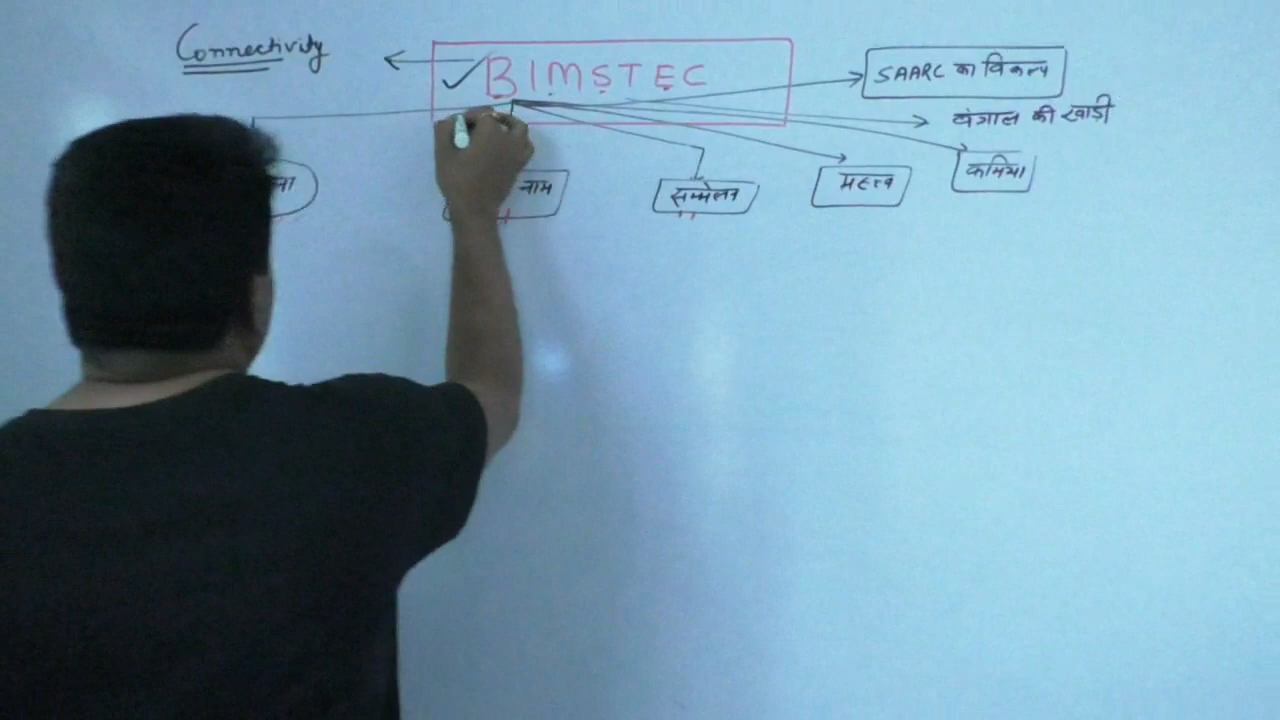 Connectivity
BIMSTEC
SAARC का विकल्प
बंगाल की खाड़ी
नाम
सम्मेलन
महत्व
कमिया